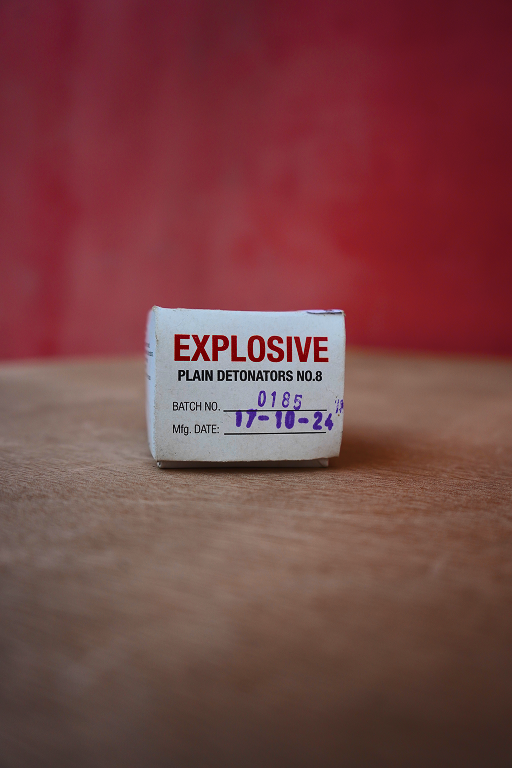 EXPLOSIVE
PLAIN DETONATORS NO.8
BATCH NO. 0185
Mfg. DATE: 17-10-24